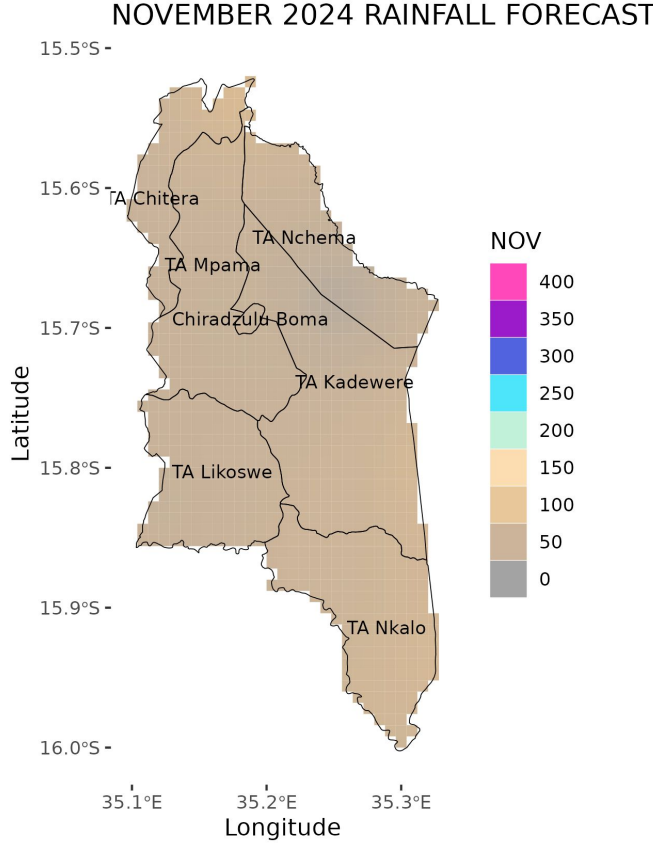 NOVEMBER 2024 RAINFALL FORECAST
15.5°S
15.6°S
15.7°S
15.8°S
15.9°S
16.0°S
Latitude
TA Chitera
TA Nchema
TA Mpama
Chiradzulu Boma
TA Kadewere
TA Likoswe
TA Nkalo
35.1°E
35.2°E
35.3°E
Longitude
NOV
400
350
300
250
200
150
100
50
0